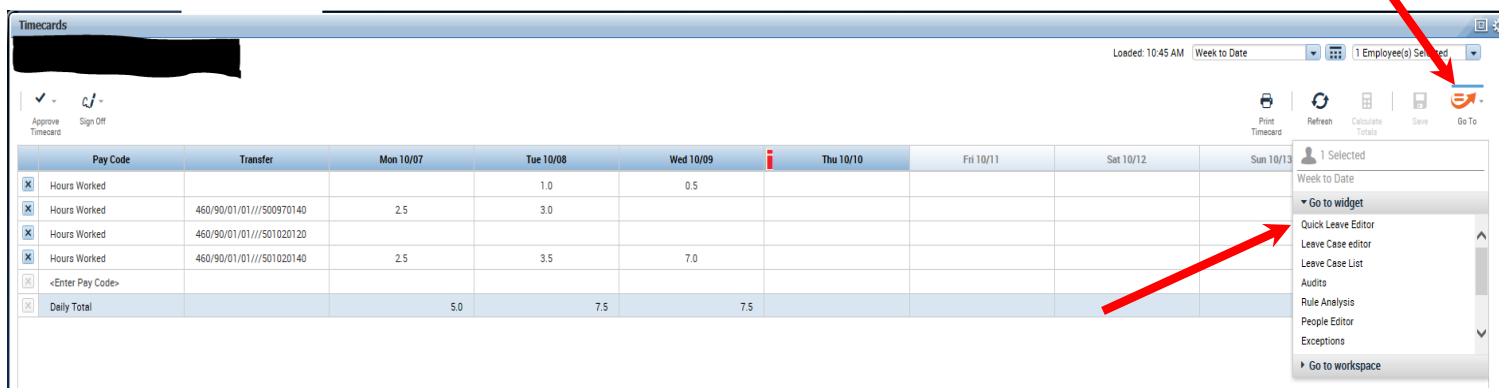 Timecards
Loaded: 10:45 AM Week to Date 1 Employee(s) Selected
Approve Timecard Sign Off Print Timecard Refresh Calculate Totals Save Go To
Pay Code Transfer Mon 10/07 Tue 10/08 Wed 10/09 Thu 10/10 Fri 10/11 Sat 10/12 Sun 10/13
Hours Worked 1.0 0.5
Hours Worked 460/90/01/01///500970140 2.5 3.0
Hours Worked 460/90/01/01///501020120
Hours Worked 460/90/01/01///501020140 2.5 3.5 7.0
<Enter Pay Code>
Daily Total 5.0 7.5 7.5
1 Selected
Week to Date
Go to widget
Quick Leave Editor
Leave Case editor
Leave Case List
Audits
Rule Analysis
People Editor
Exceptions
Go to workspace